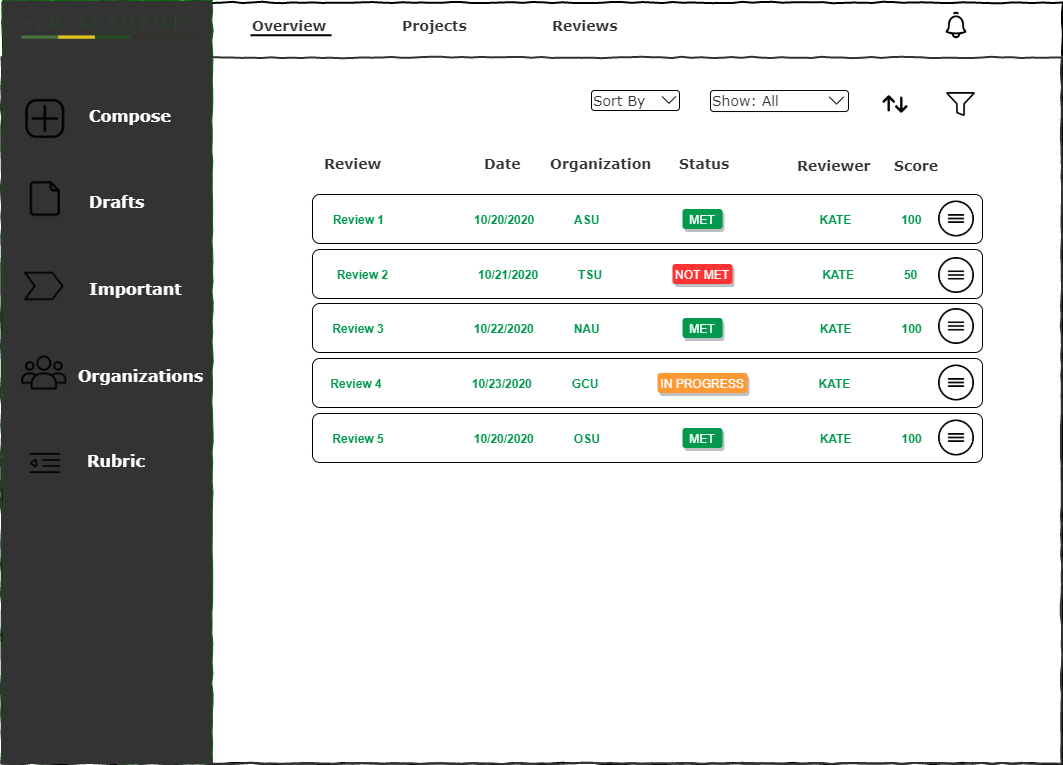 eLM ACADEMIC
Overview Projects Reviews
Compose
Drafts
Important
Organizations
Rubric
Sort By Show: All
Review Date Organization Status Reviewer Score
Review 1 10/20/2020 ASU MET KATE 100
Review 2 10/21/2020 TSU NOT MET KATE 50
Review 3 10/22/2020 NAU MET KATE 100
Review 4 10/23/2020 GCU IN PROGRESS KATE
Review 5 10/20/2020 OSU MET KATE 100